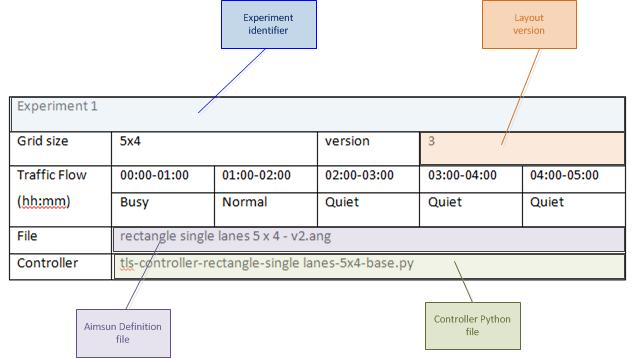 Experiment
identifier
Layout
version
Experiment 1
Grid size 5x4 version 3
Traffic Flow 00:00-01:00 01:00-02:00 02:00-03:00 03:00-04:00 04:00-05:00
(hh:mm) Busy Normal Quiet Quiet Quiet
File rectangle single lanes 5 x 4 - v2.ang
Controller tls-controller-rectangle-single lanes-5x4-base.py
Aimsun Definition
file
Controller Python
file